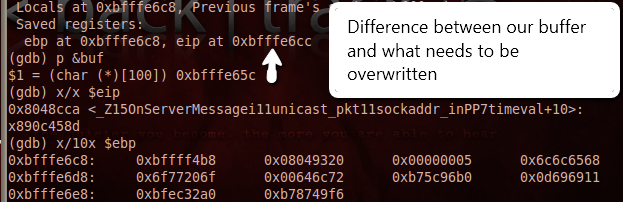 Locals at 0xbfffe6c8, Previous frame's
Saved registers:
ebp at 0xbfffe6c8, eip at 0xbfffe6cc
(gdb) p &buf
$1 = (char (*)[100]) 0xbfffe65c
(gdb) x/x $eip
0x8048cca <_Z15OnServerMessagei11unicast_pkt11sockaddr_inPP7timeval+10>:
x890c458d
(gdb) x/10x $ebp
0xbfffe6c8: 0xbffff4b8 0x08049320 0x00000005 0x6c6c6568
0xbfffe6d8: 0x6f77206f 0x00646c72 0xb75c96b0 0x0d696911
0xbfffe6e8: 0xbfec32a0 0xb78749f6
Difference between our buffer
and what needs to be
overwritten